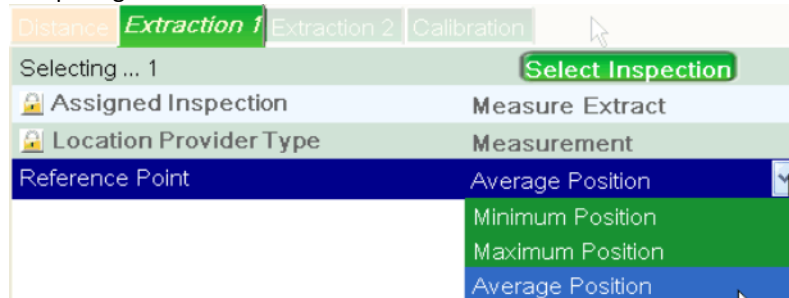 Distance Extraction 1 Extraction 2 Calibration
Selecting ... 1 Select Inspection
Assigned Inspection Measure Extract
Location Provider Type Measurement
Reference Point Average Position
Minimum Position
Maximum Position
Average Position